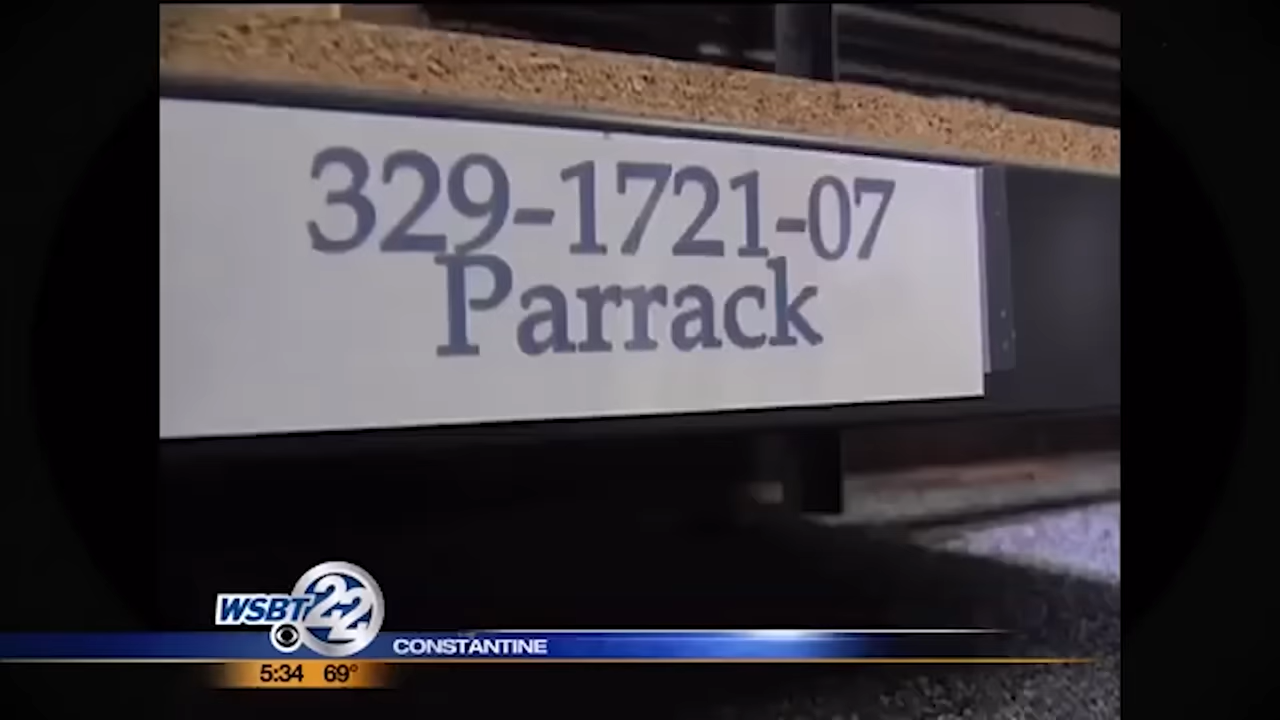 329-1721-07
Parrack
WSBT 22
CONSTANTINE
5:34 69°